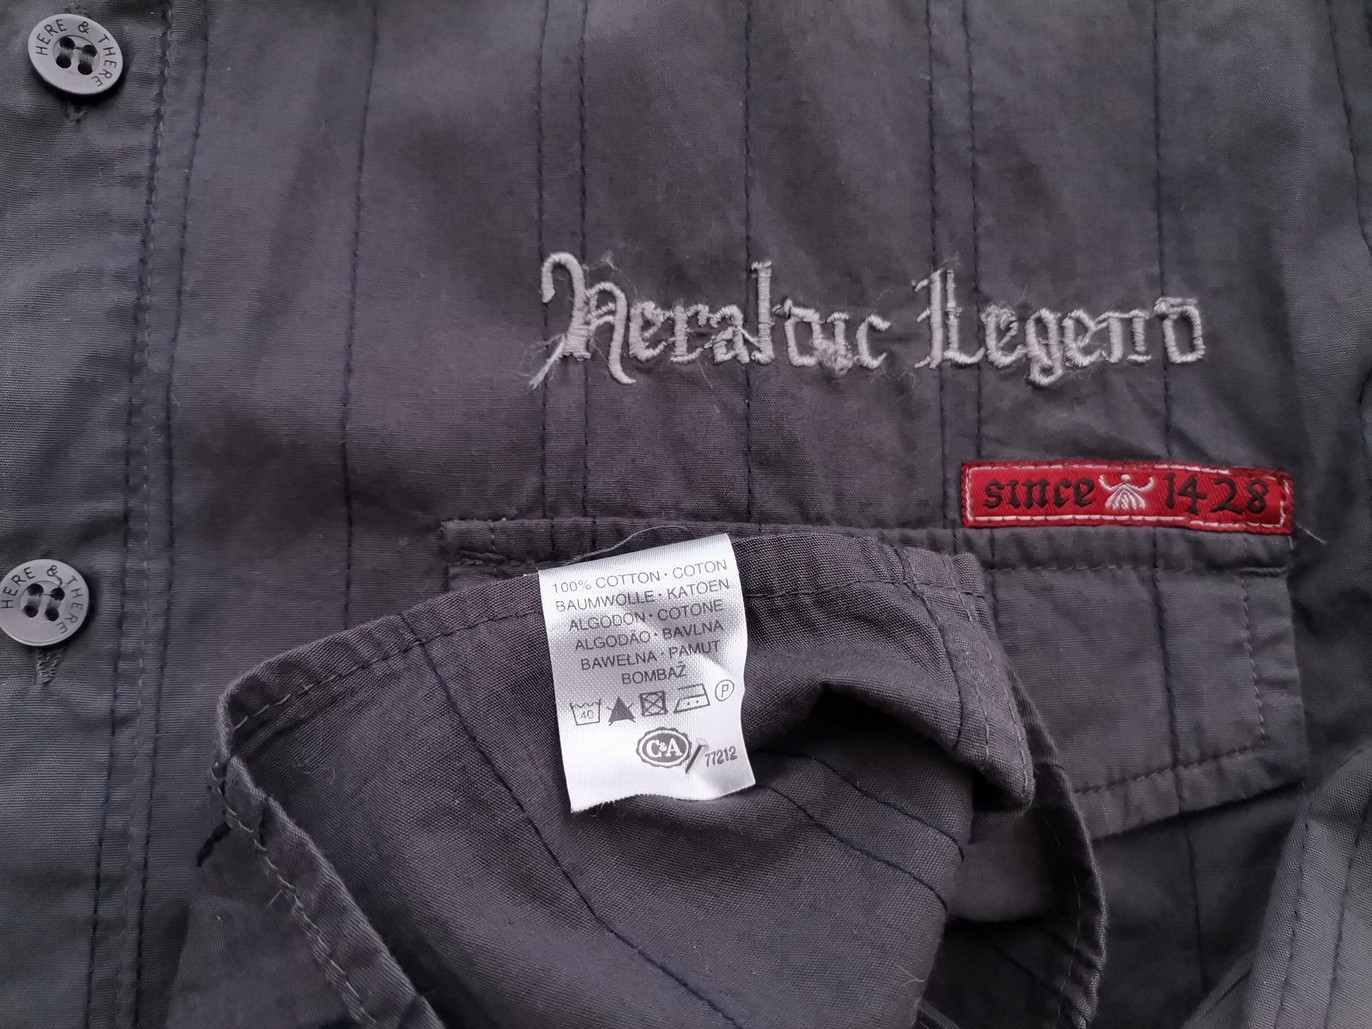 HERE & THERE
Heraldic Legend
since 1428
HERE & THERE
100% COTTON · COTON
BAUMWOLLE · KATOEN
ALGODON · COTONE
ALGODÃO · BAVLNA
BAWEŁNA · PAMUT
BOMBAŽ
40 P
C&A / 77212